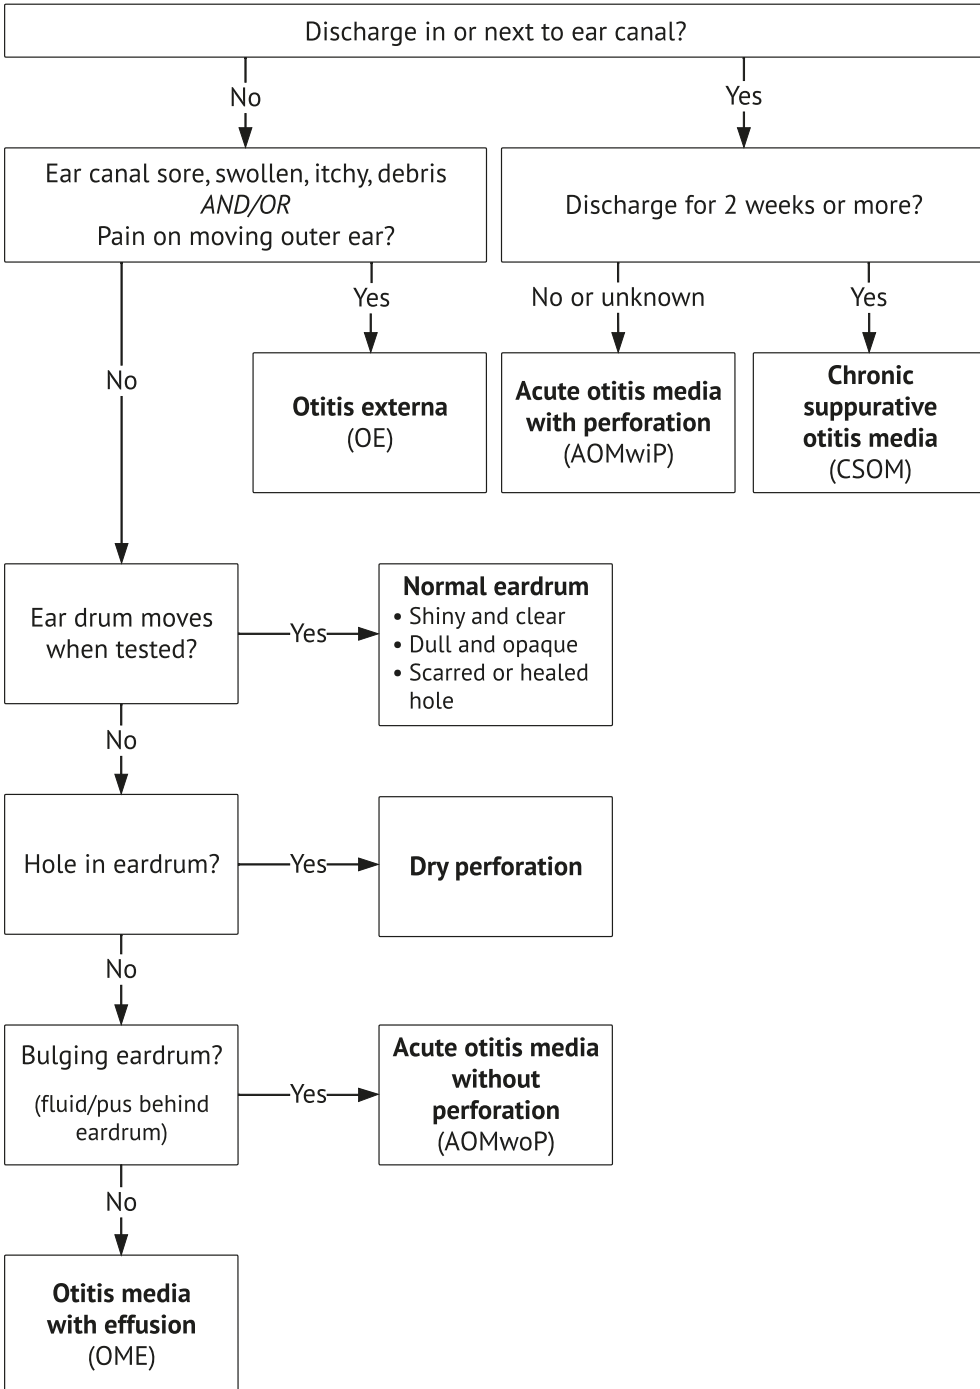 Discharge in or next to ear canal?
No
Yes
Ear canal sore, swollen, itchy, debris
AND/OR
Pain on moving outer ear?
Discharge for 2 weeks or more?
No
Yes
No or unknown
Yes
Otitis externa
(OE)
Acute otitis media
with perforation
(AOMwiP)
Chronic
suppurative
otitis media
(CSOM)
Ear drum moves
when tested?
Yes
Normal eardrum
• Shiny and clear
• Dull and opaque
• Scarred or healed
hole
No
Hole in eardrum?
Yes
Dry perforation
No
Bulging eardrum?
(fluid/pus behind
eardrum)
Yes
Acute otitis media
without
perforation
(AOMwoP)
No
Otitis media
with effusion
(OME)